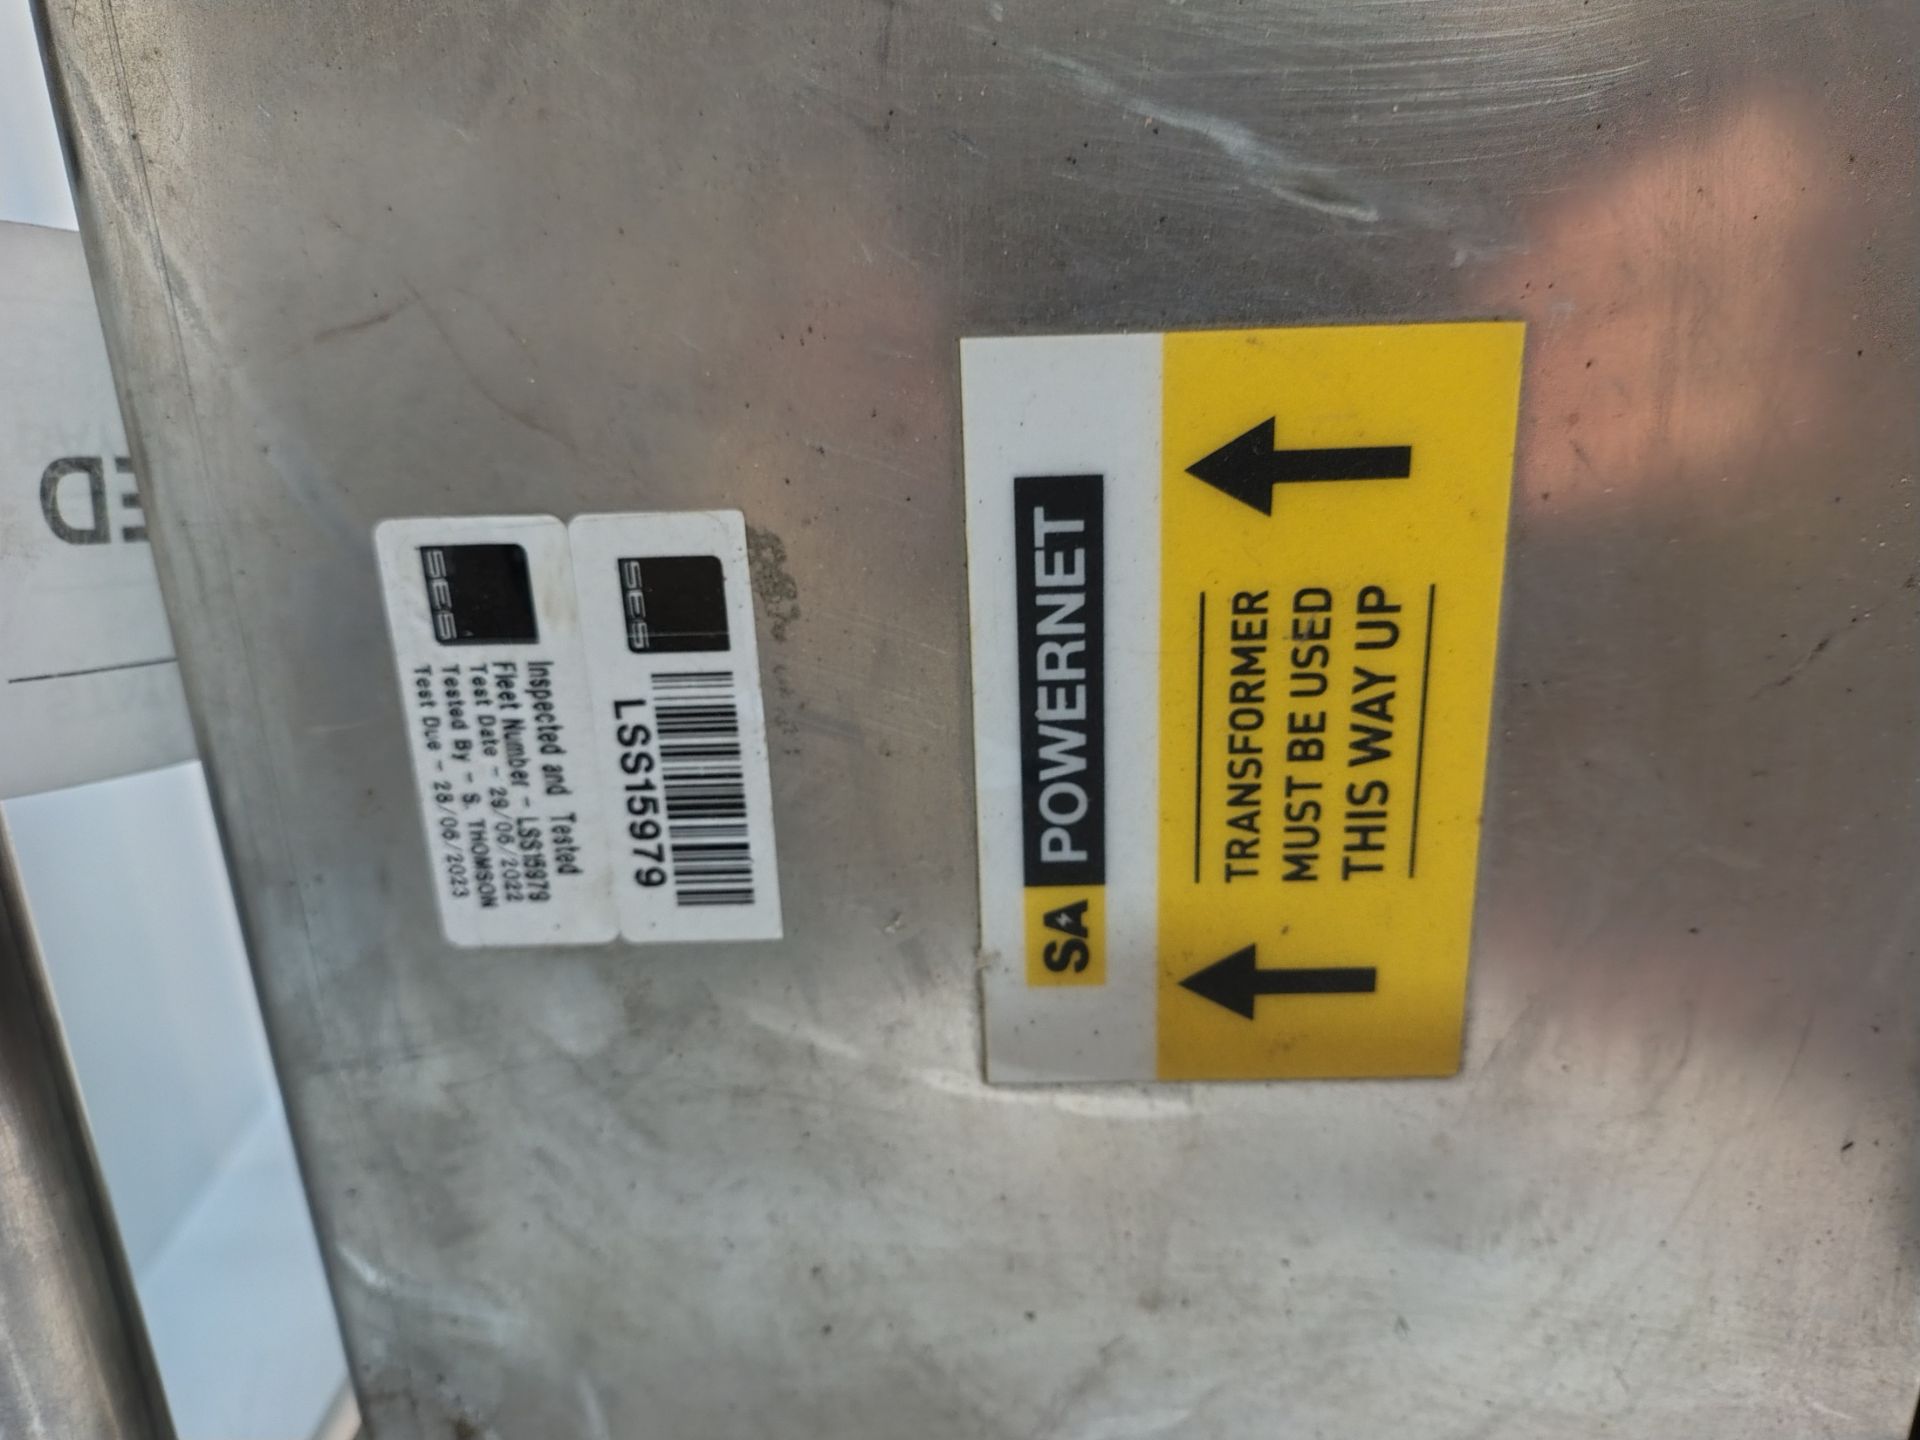 SES
Inspected and Tested
Fleet Number - LSS15979
Test Date - 29/06/2022
Tested By - S. THOMSON
Test Due - 28/06/2023
SES
LSS15979
SA POWERNET
TRANSFORMER
MUST BE USED
THIS WAY UP
ED